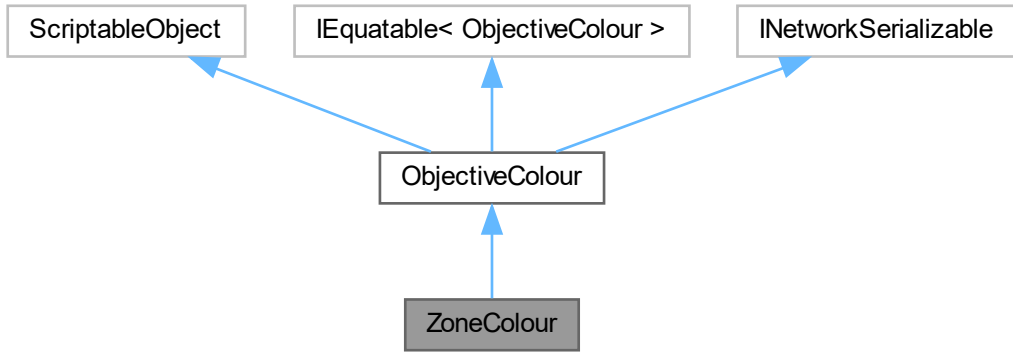 ScriptableObject
IEquatable< ObjectiveColour >
INetworkSerializable
ObjectiveColour
ZoneColour